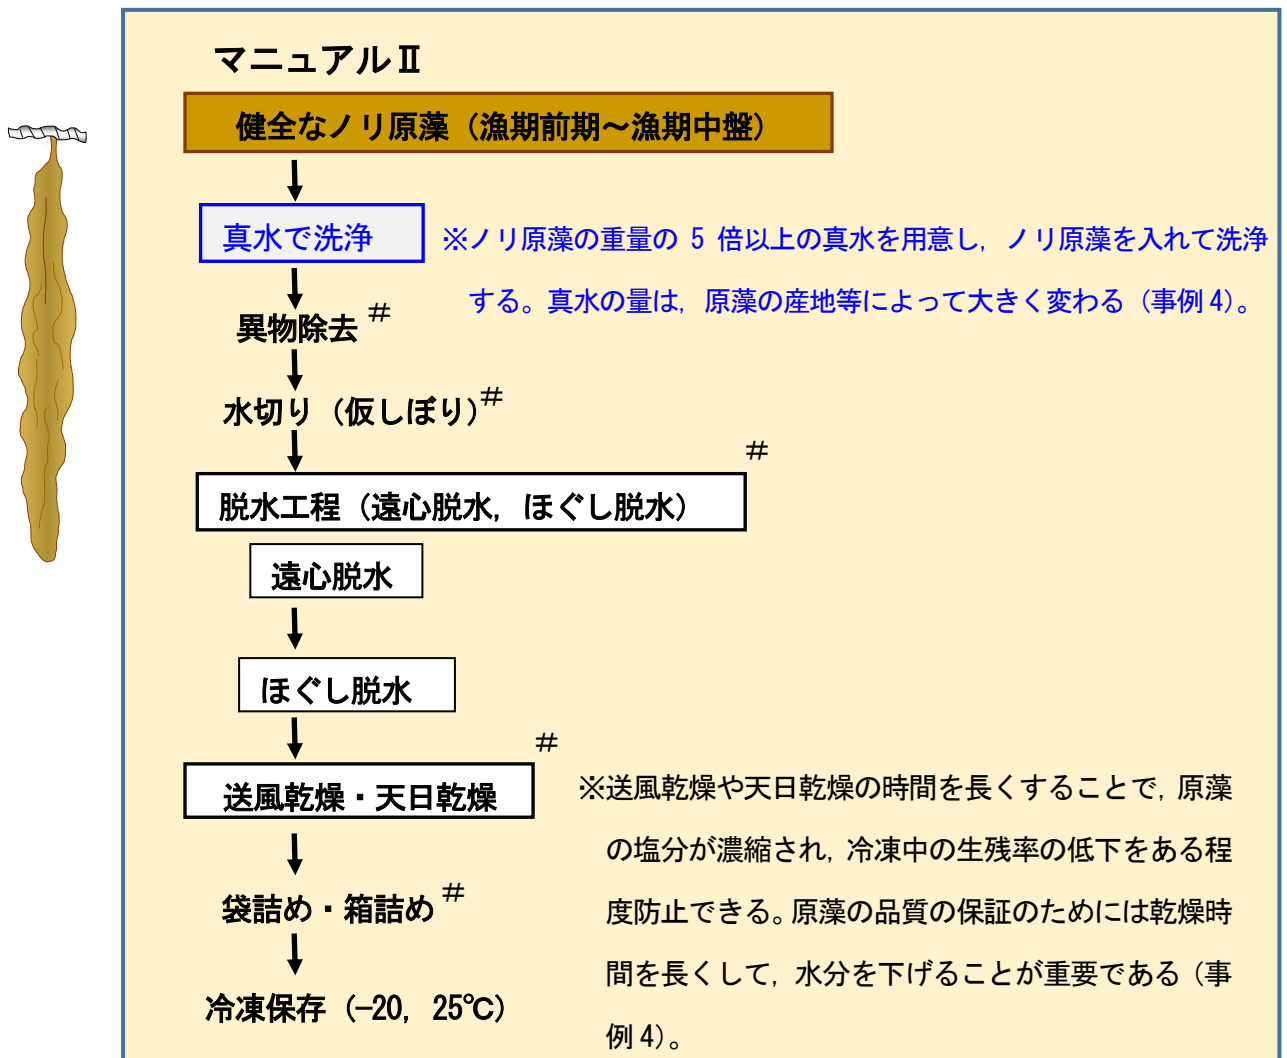 マニュアルⅡ
健全なノリ原藻（漁期前期～漁期中盤）
真水で洗浄
※ノリ原藻の重量の 5 倍以上の真水を用意し，ノリ原藻を入れて洗浄
する。真水の量は，原藻の産地等によって大きく変わる（事例 4）。
異物除去＃
水切り（仮しぼり）＃
＃
脱水工程（遠心脱水，ほぐし脱水）
遠心脱水
ほぐし脱水
＃
送風乾燥・天日乾燥
※送風乾燥や天日乾燥の時間を長くすることで，原藻
の塩分が濃縮され，冷凍中の生残率の低下をある程
度防止できる。原藻の品質の保証のためには乾燥時
間を長くして，水分を下げることが重要である（事
例 4）。
袋詰め・箱詰め＃
冷凍保存（−20，25℃）